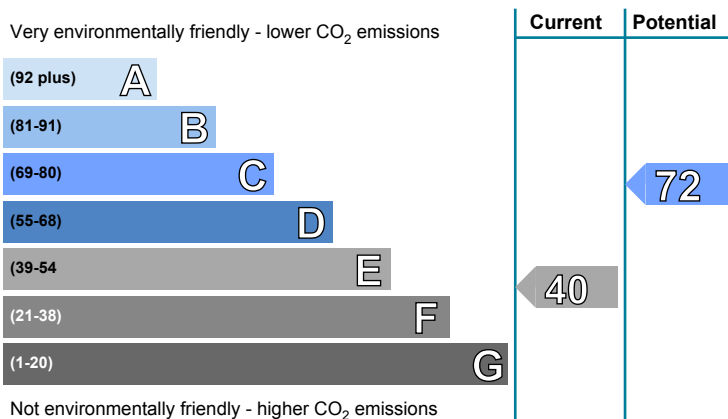 Very environmentally friendly - lower CO2 emissions
Current
Potential
(92 plus) A
(81-91) B
(69-80) C
72
(55-68) D
(39-54 E
40
(21-38) F
(1-20) G
Not environmentally friendly - higher CO2 emissions